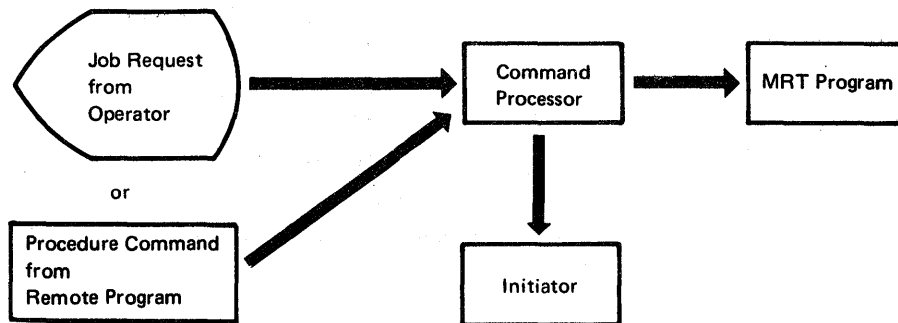 Job Request
from
Operator
or
Procedure Command
from
Remote Program
Command
Processor
MRT Program
Initiator